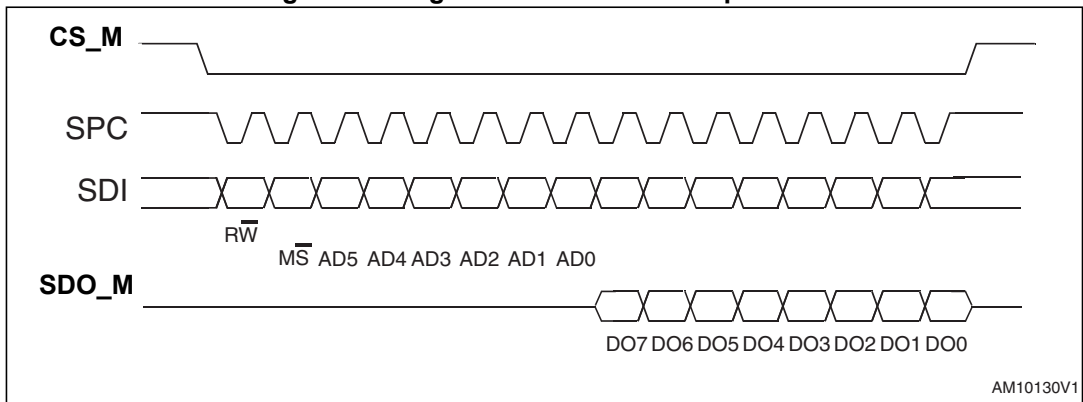 CS_M
SPC
SDI
RW̅
MS̅ AD5 AD4 AD3 AD2 AD1 AD0
SDO_M
DO7 DO6 DO5 DO4 DO3 DO2 DO1 DO0
AM10130V1